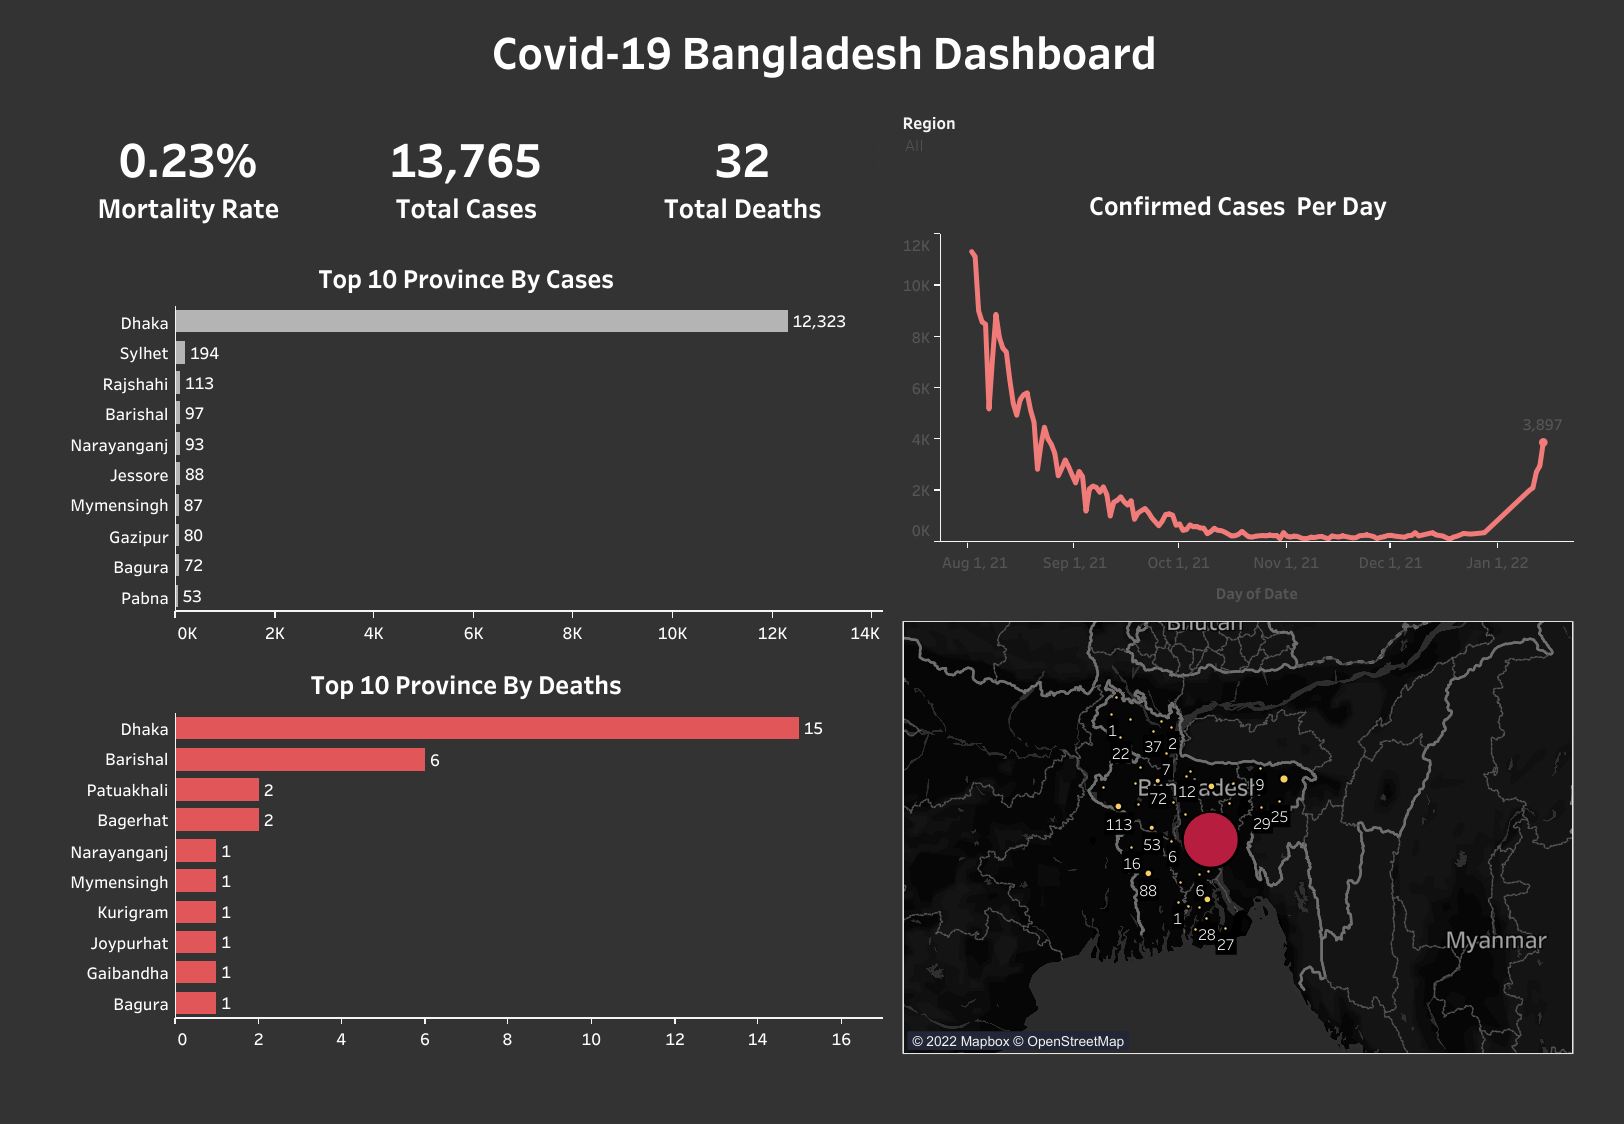 Covid-19 Bangladesh Dashboard
0.23%
Mortality Rate
13,765
Total Cases
32
Total Deaths
Region
All
Top 10 Province By Cases
Dhaka 12,323
Sylhet 194
Rajshahi 113
Barishal 97
Narayanganj 93
Jessore 88
Mymensingh 87
Gazipur 80
Bagura 72
Pabna 53
0K 2K 4K 6K 8K 10K 12K 14K
Top 10 Province By Deaths
Dhaka 15
Barishal 6
Patuakhali 2
Bagerhat 2
Narayanganj 1
Mymensingh 1
Kurigram 1
Joypurhat 1
Gaibandha 1
Bagura 1
0 2 4 6 8 10 12 14 16
Confirmed Cases Per Day
12K
10K
8K
6K
4K
2K
0K
3,897
Aug 1, 21 Sep 1, 21 Oct 1, 21 Nov 1, 21 Dec 1, 21 Jan 1, 22
Day of Date
Bhutan
1
37 2
22
7
9
Bangladesh
72 12
25
113
29
53
6
16
88
6
1
28
27
Myanmar
© 2022 Mapbox © OpenStreetMap